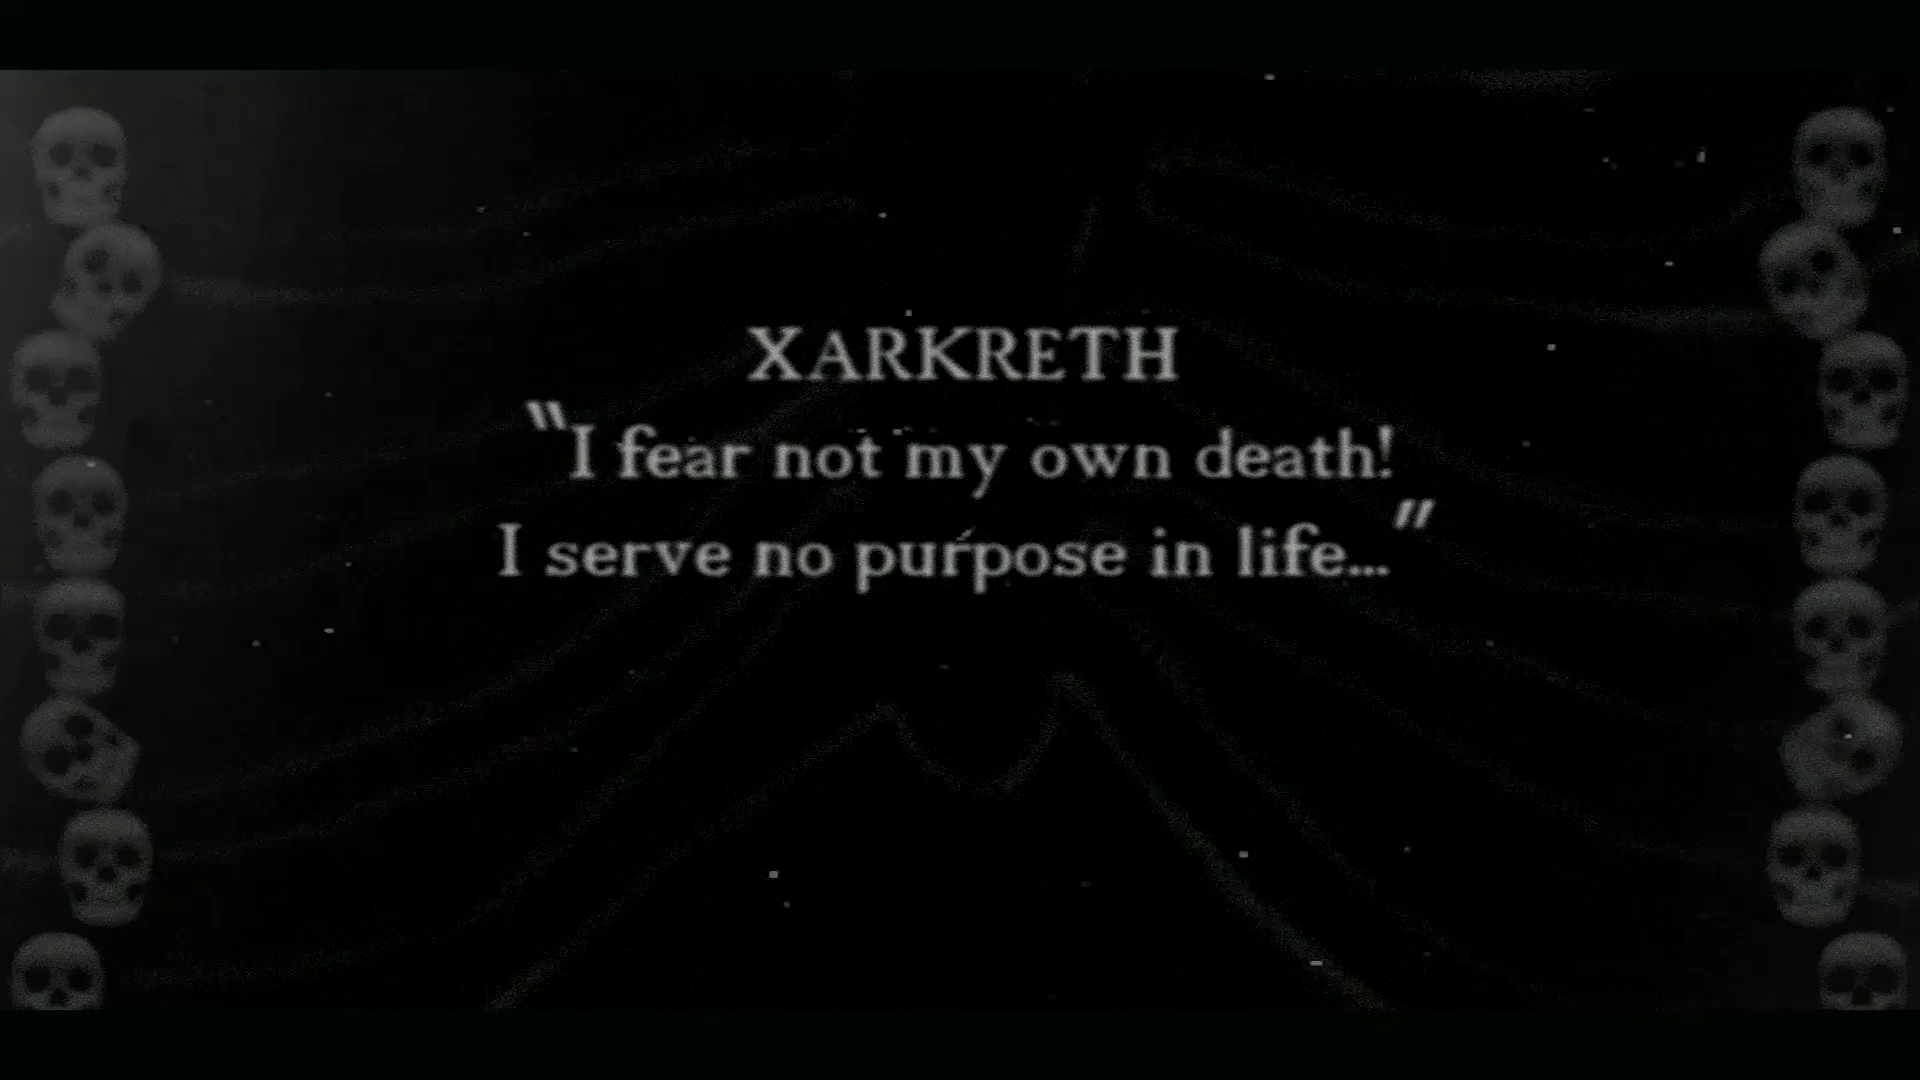 XARKRETH
"I fear not my own death!
I serve no purpose in life..."